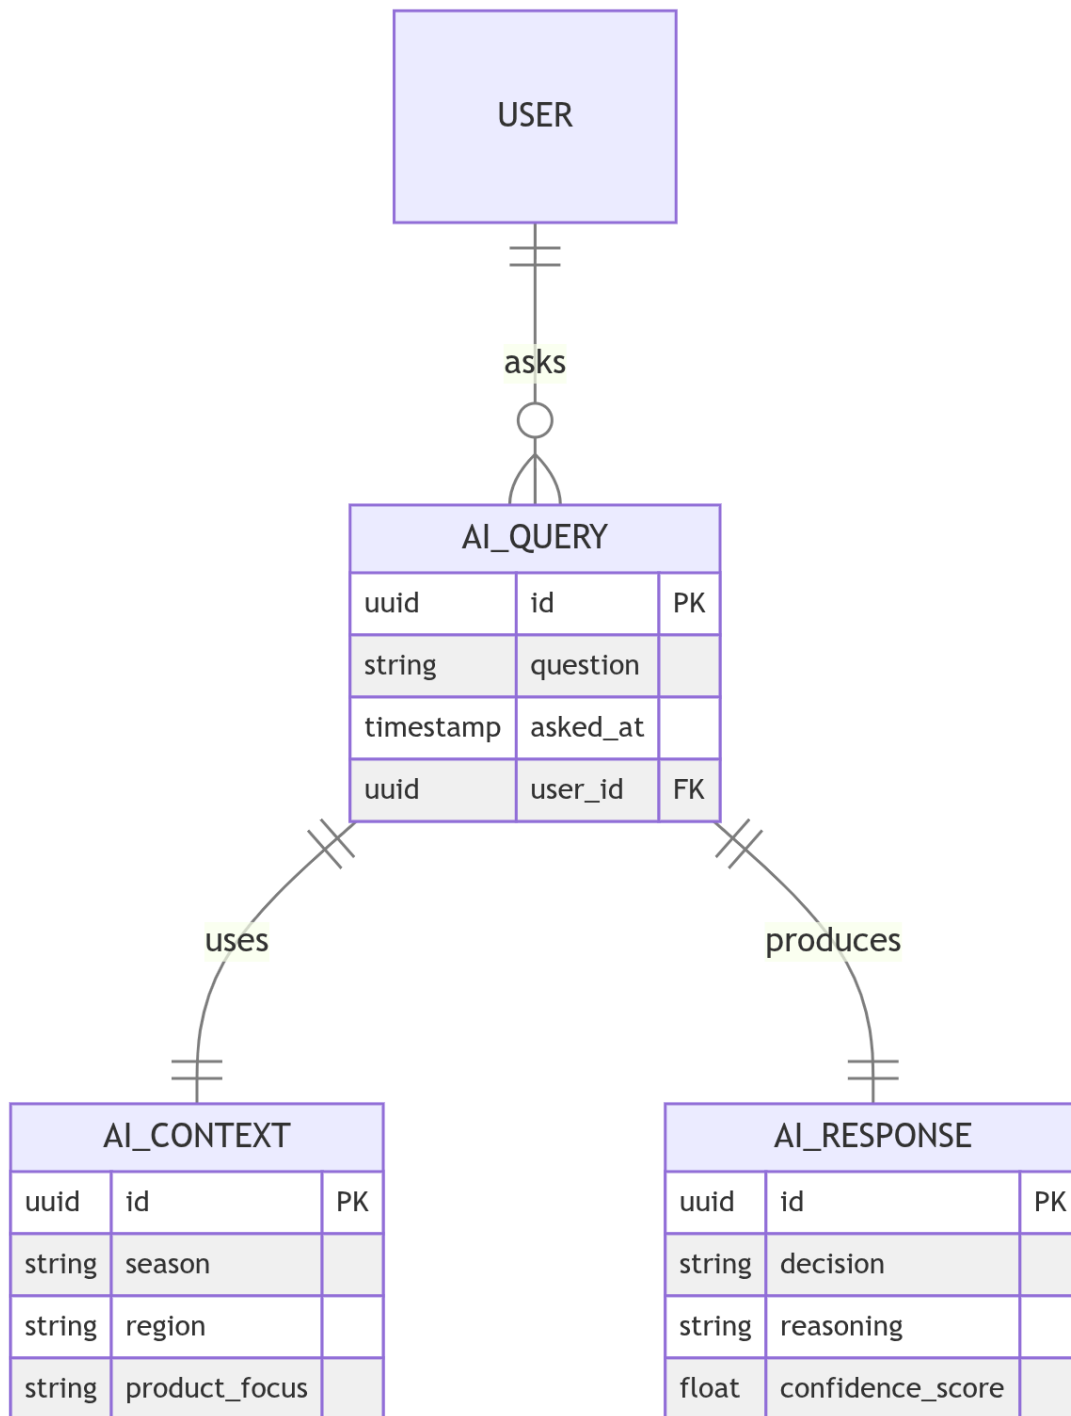 USER
asks
AI_QUERY
uuid id PK
string question
timestamp asked_at
uuid user_id FK
uses
produces
AI_CONTEXT
uuid id PK
string season
string region
string product_focus
AI_RESPONSE
uuid id PK
string decision
string reasoning
float confidence_score